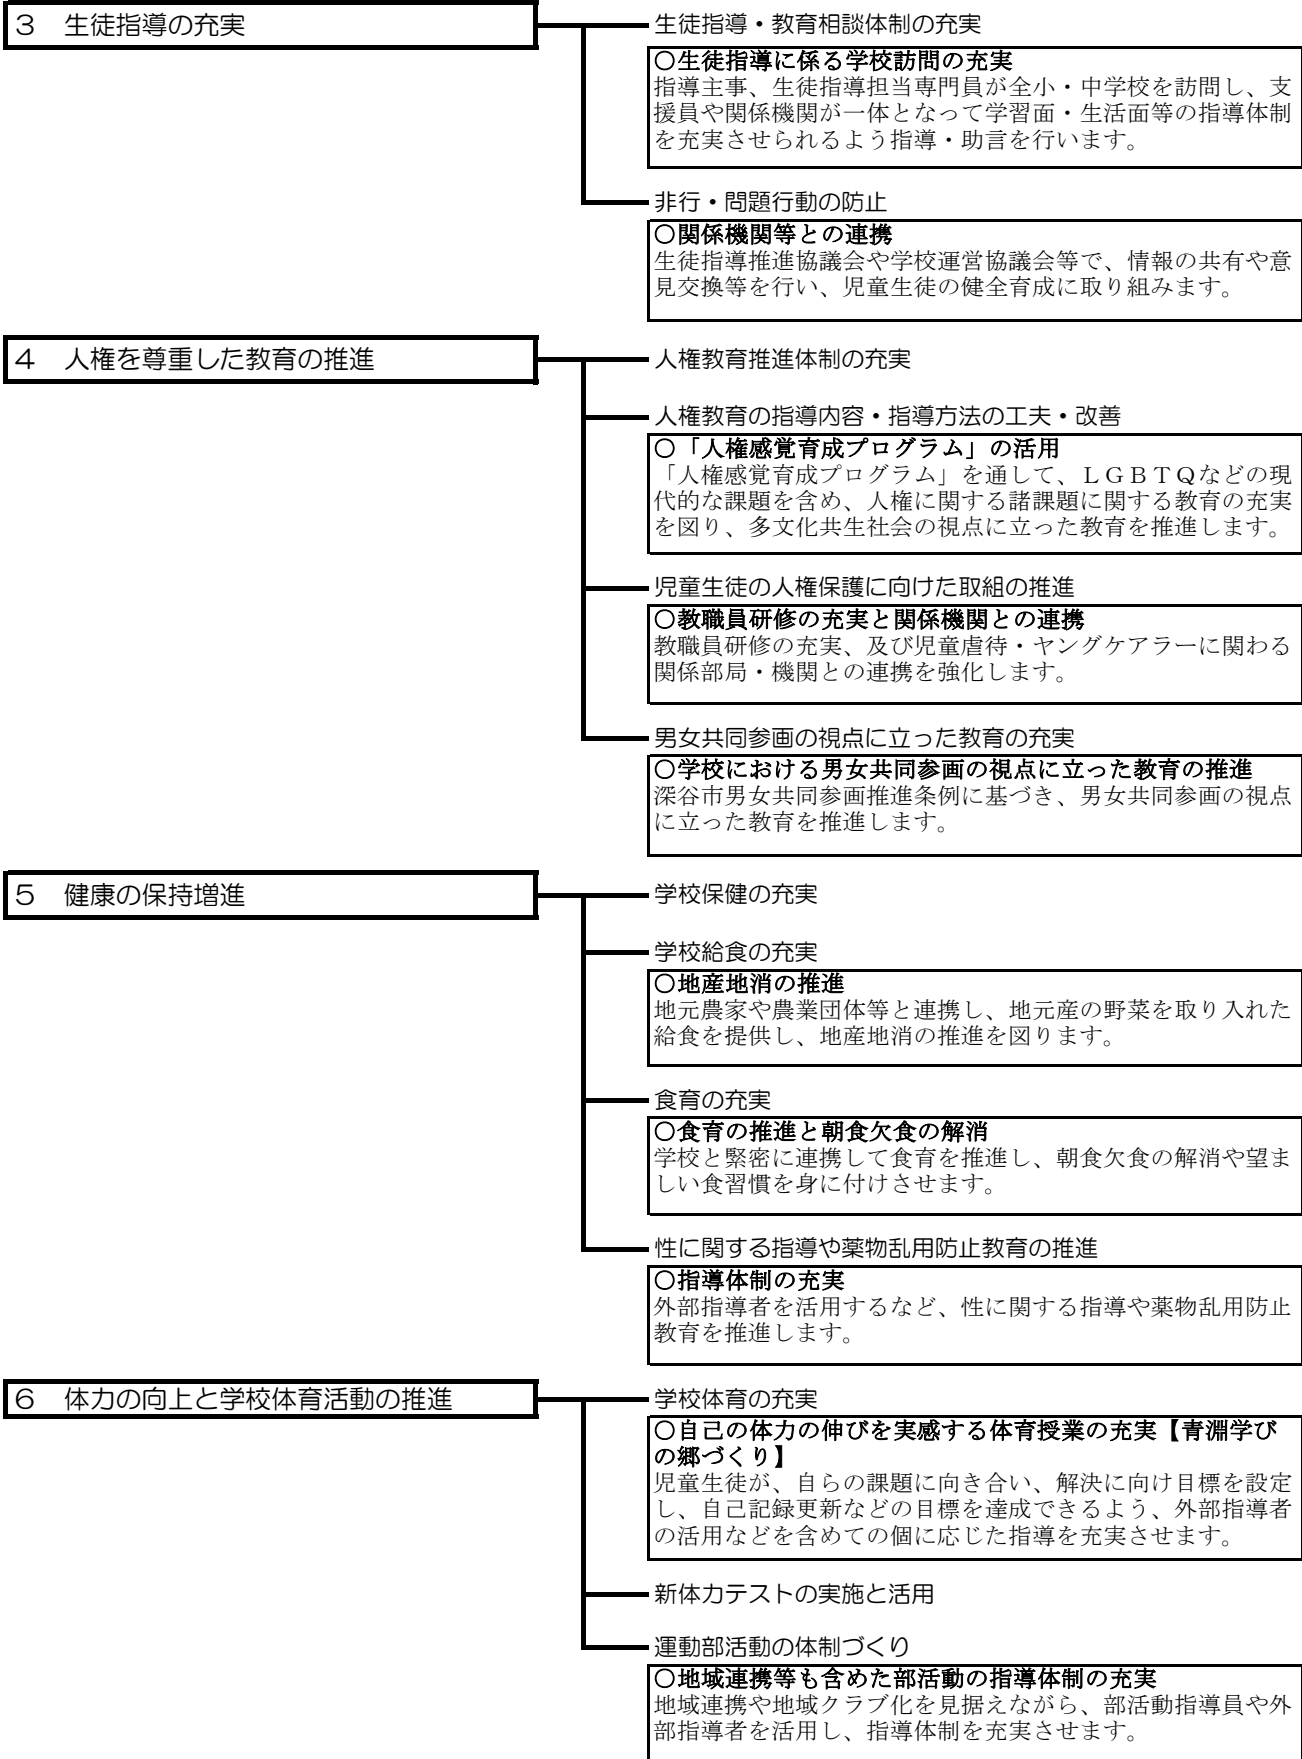 ３　生徒指導の充実
生徒指導・教育相談体制の充実
〇生徒指導に係る学校訪問の充実
指導主事、生徒指導担当専門員が全小・中学校を訪問し、支
援員や関係機関が一体となって学習面・生活面等の指導体制
を充実させられるよう指導・助言を行います。
非行・問題行動の防止
〇関係機関等との連携
生徒指導推進協議会や学校運営協議会等で、情報の共有や意
見交換等を行い、児童生徒の健全育成に取り組みます。
４　人権を尊重した教育の推進
人権教育推進体制の充実
人権教育の指導内容・指導方法の工夫・改善
〇「人権感覚育成プログラム」の活用
「人権感覚育成プログラム」を通して、ＬＧＢＴＱなどの現
代的な課題を含め、人権に関する諸課題に関する教育の充実
を図り、多文化共生社会の視点に立った教育を推進します。
児童生徒の人権保護に向けた取組の推進
〇教職員研修の充実と関係機関との連携
教職員研修の充実、及び児童虐待・ヤングケアラーに関わる
関係部局・機関との連携を強化します。
男女共同参画の視点に立った教育の充実
〇学校における男女共同参画の視点に立った教育の推進
深谷市男女共同参画推進条例に基づき、男女共同参画の視点
に立った教育を推進します。
５　健康の保持増進
学校保健の充実
学校給食の充実
〇地産地消の推進
地元農家や農業団体等と連携し、地元産の野菜を取り入れた
給食を提供し、地産地消の推進を図ります。
食育の充実
〇食育の推進と朝食欠食の解消
学校と緊密に連携して食育を推進し、朝食欠食の解消や望ま
しい食習慣を身に付けさせます。
性に関する指導や薬物乱用防止教育の推進
〇指導体制の充実
外部指導者を活用するなど、性に関する指導や薬物乱用防止
教育を推進します。
６　体力の向上と学校体育活動の推進
学校体育の充実
〇自己の体力の伸びを実感する体育授業の充実【青淵学び
の郷づくり】
児童生徒が、自らの課題に向き合い、解決に向け目標を設定
し、自己記録更新などの目標を達成できるよう、外部指導者
の活用などを含めての個に応じた指導を充実させます。
新体力テストの実施と活用
運動部活動の体制づくり
〇地域連携等も含めた部活動の指導体制の充実
地域連携や地域クラブ化を見据えながら、部活動指導員や外
部指導者を活用し、指導体制を充実させます。